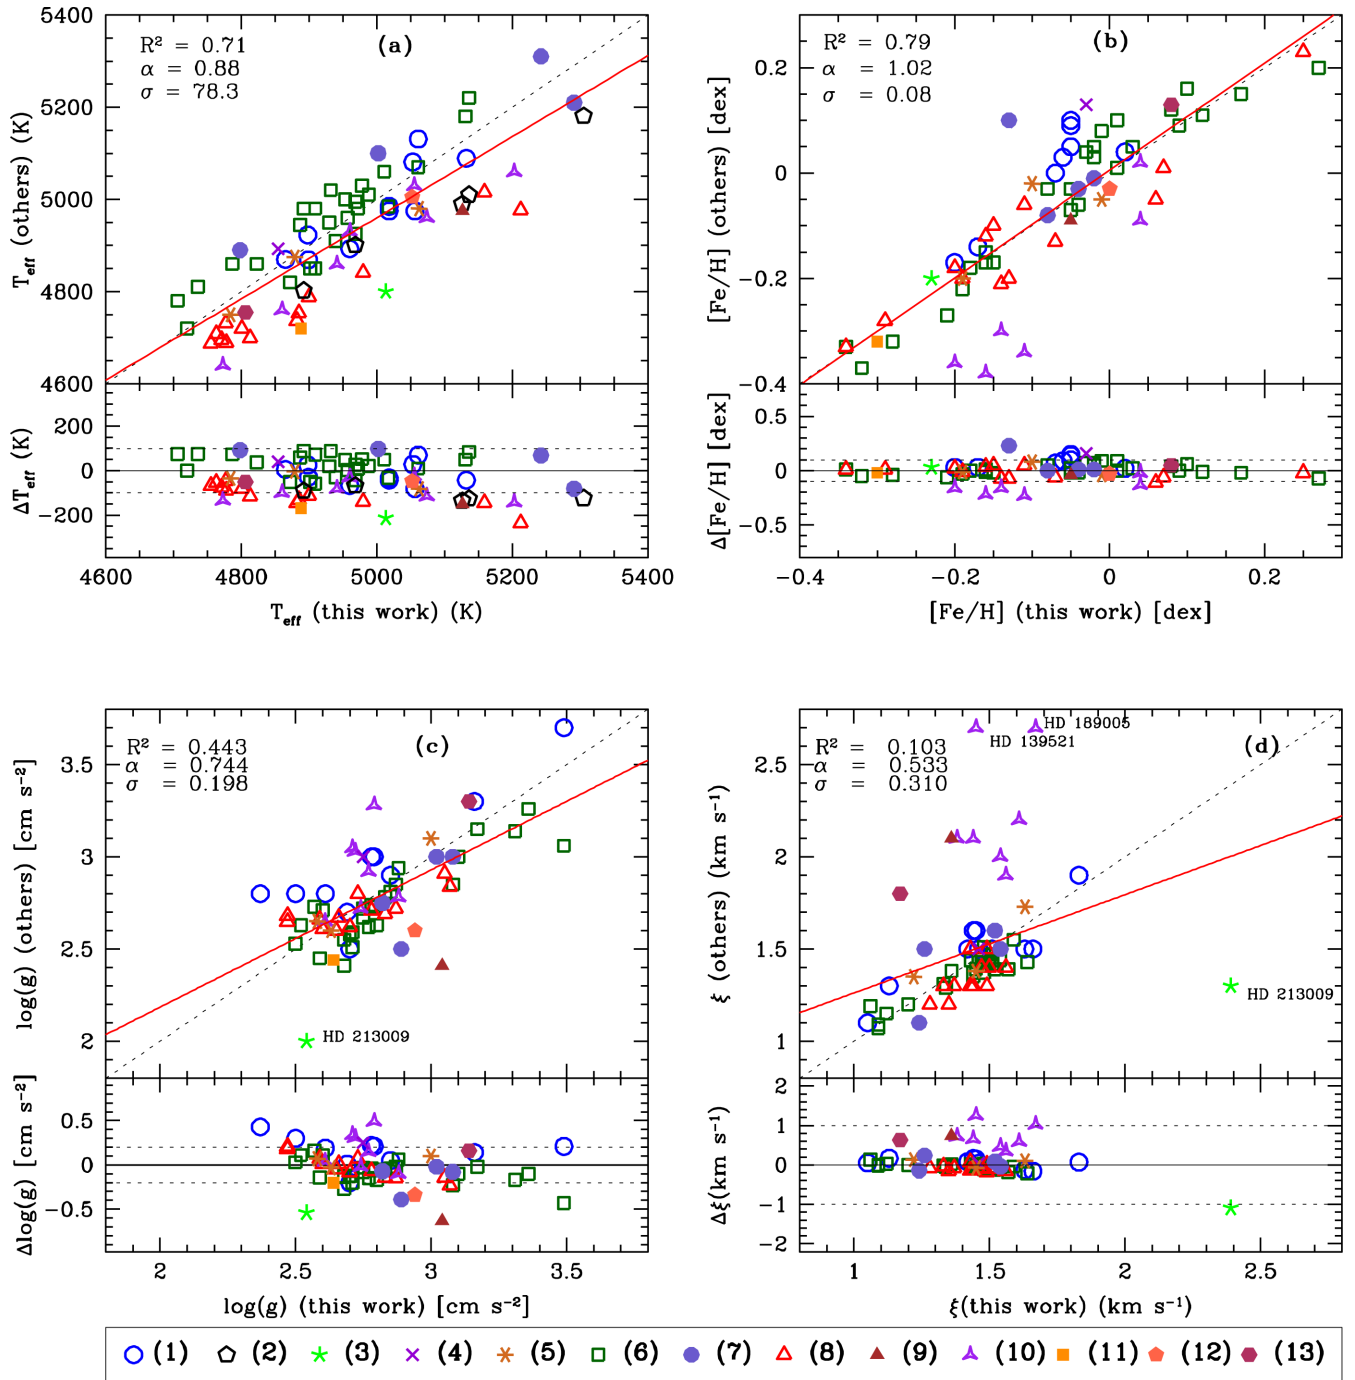 (a)
R² = 0.71
α = 0.88
σ = 78.3
T_eff (others) (K)
5400
5200
5000
4800
4600
ΔT_eff (K)
200
0
−200
4600 4800 5000 5200 5400
T_eff (this work) (K)
(b)
R² = 0.79
α = 1.02
σ = 0.08
[Fe/H] (others) [dex]
0.2
0
−0.2
−0.4
Δ[Fe/H] [dex]
0.5
0
−0.5
−0.4 −0.2 0 0.2
[Fe/H] (this work) [dex]
(c)
R² = 0.443
α = 0.744
σ = 0.198
log(g) (others) [cm s⁻²]
3.5
3
2.5
2
HD 213009
Δlog(g) [cm s⁻²]
0.5
0
−0.5
2 2.5 3 3.5
log(g) (this work) [cm s⁻²]
(d)
R² = 0.103
α = 0.533
σ = 0.310
HD 189005
HD 139521
HD 213009
ξ (others) (km s⁻¹)
2.5
2
1.5
1
Δξ(km s⁻¹)
2
1
0
−1
−2
1 1.5 2 2.5
ξ(this work) (km s⁻¹)
(1) (2) (3) (4) (5) (6) (7) (8) (9) (10) (11) (12) (13)